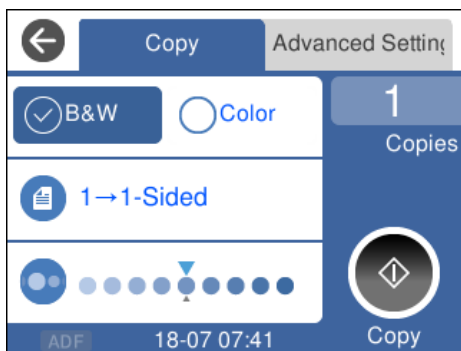 Copy
Advanced Setting
B&W
Color
1
Copies
1→1-Sided
ADF
18-07 07:41
Copy